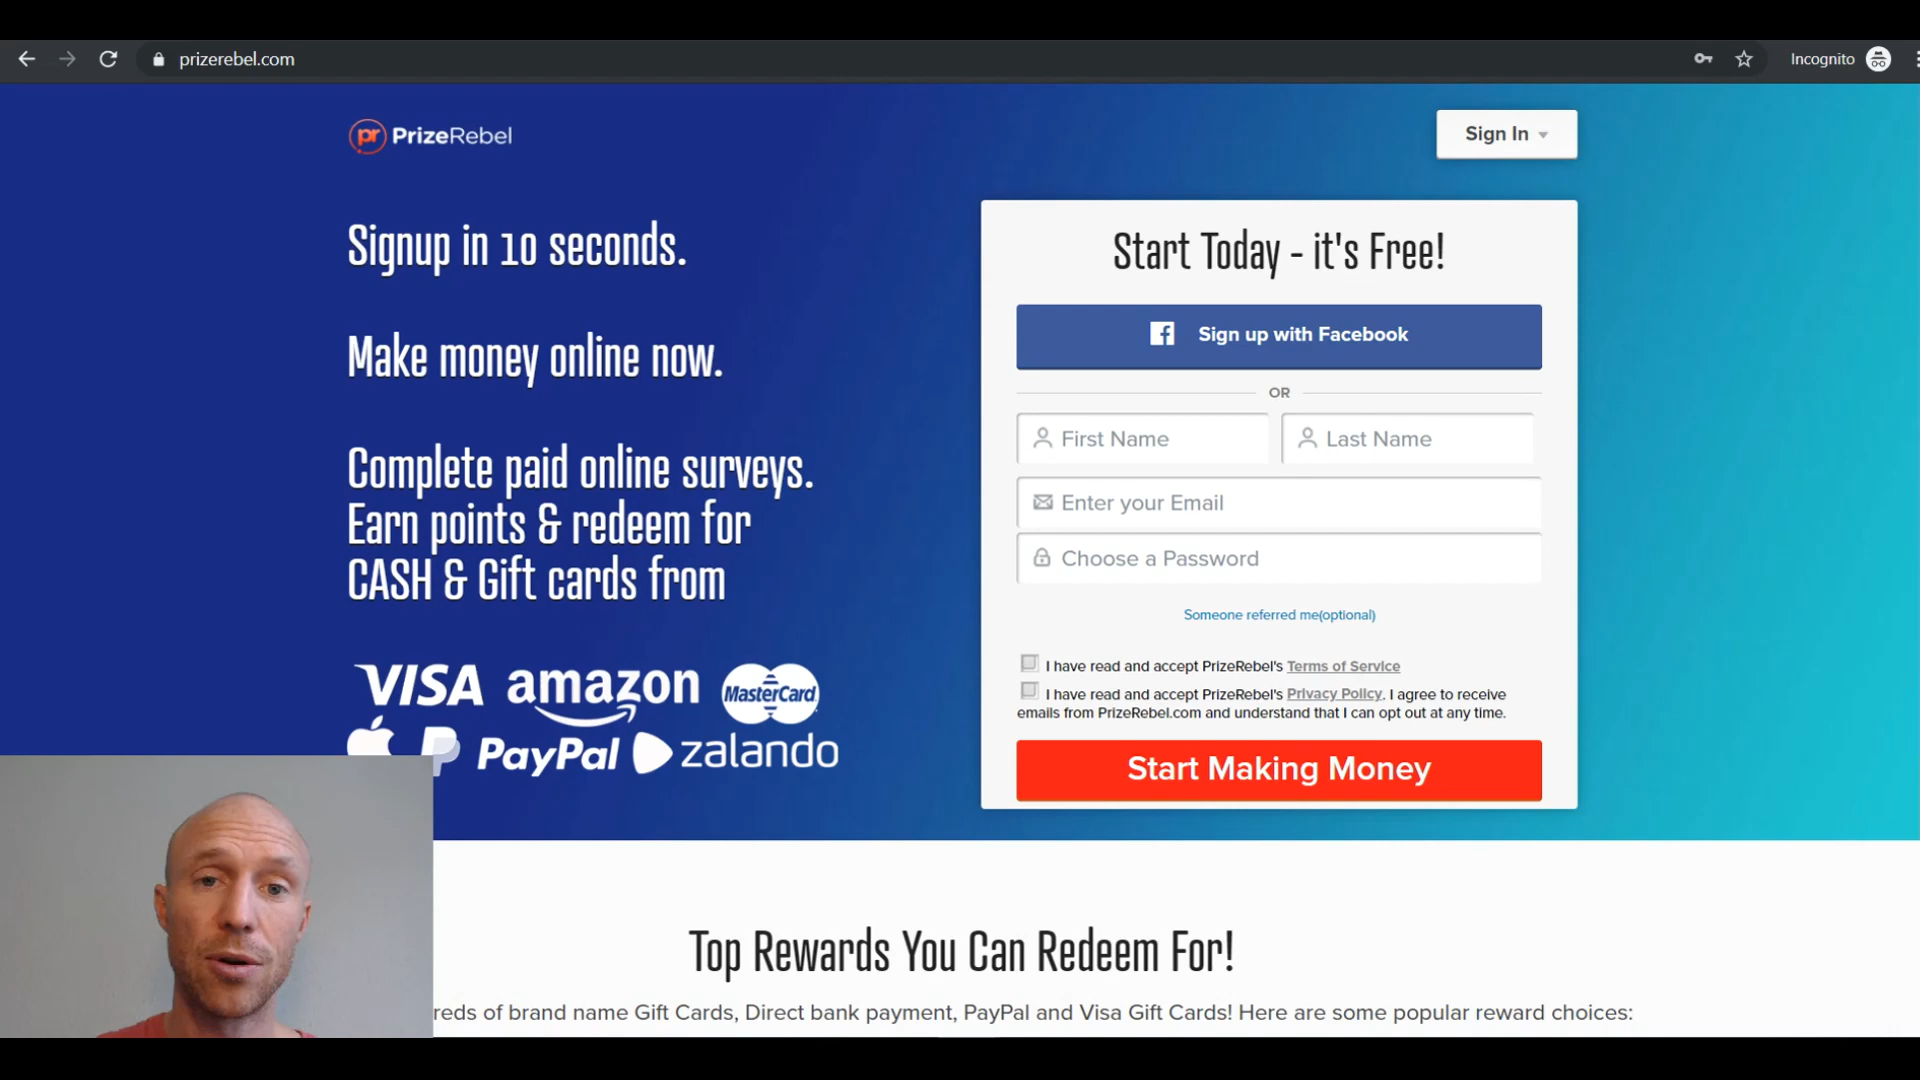 prizerebel.com
Incognito
pr PrizeRebel
Sign In
Signup in 10 seconds.
Make money online now.
Complete paid online surveys.
Earn points & redeem for
CASH & Gift cards from
VISA amazon MasterCard
PayPal zalando
Start Today - it's Free!
Sign up with Facebook
OR
First Name
Last Name
Enter your Email
Choose a Password
Someone referred me(optional)
I have read and accept PrizeRebel's Terms of Service
I have read and accept PrizeRebel's Privacy Policy. I agree to receive
emails from PrizeRebel.com and understand that I can opt out at any time.
Start Making Money
Top Rewards You Can Redeem For!
of brand name Gift Cards, Direct bank payment, PayPal and Visa Gift Cards! Here are some popular reward choices: